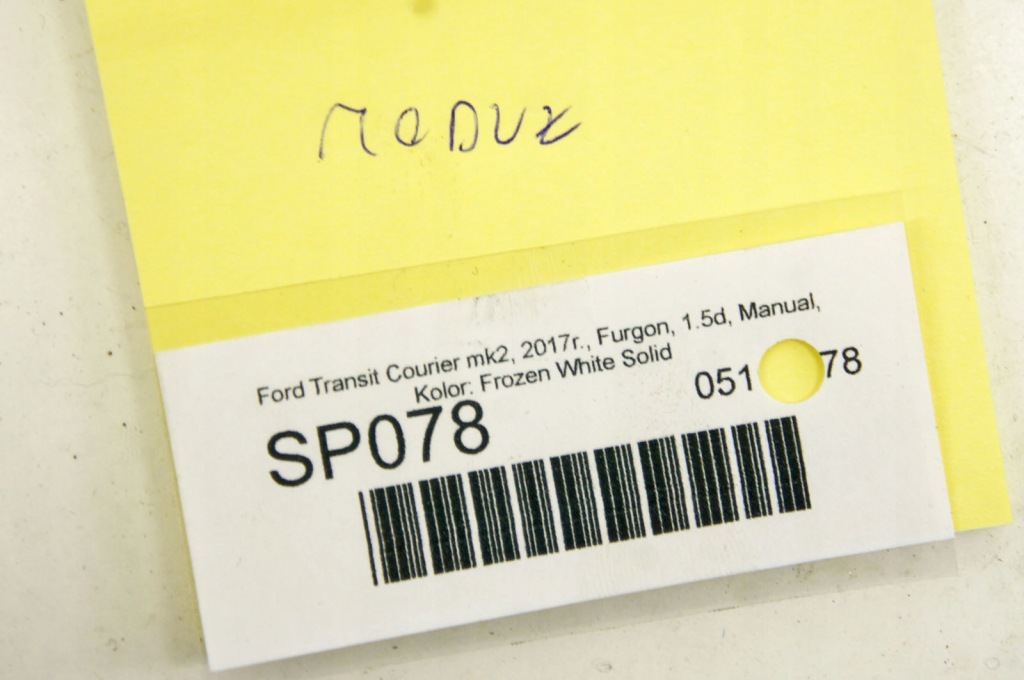 MODUŁ
Ford Transit Courier mk2, 2017r., Furgon, 1.5d, Manual,
Kolor: Frozen White Solid
SP078
051 78